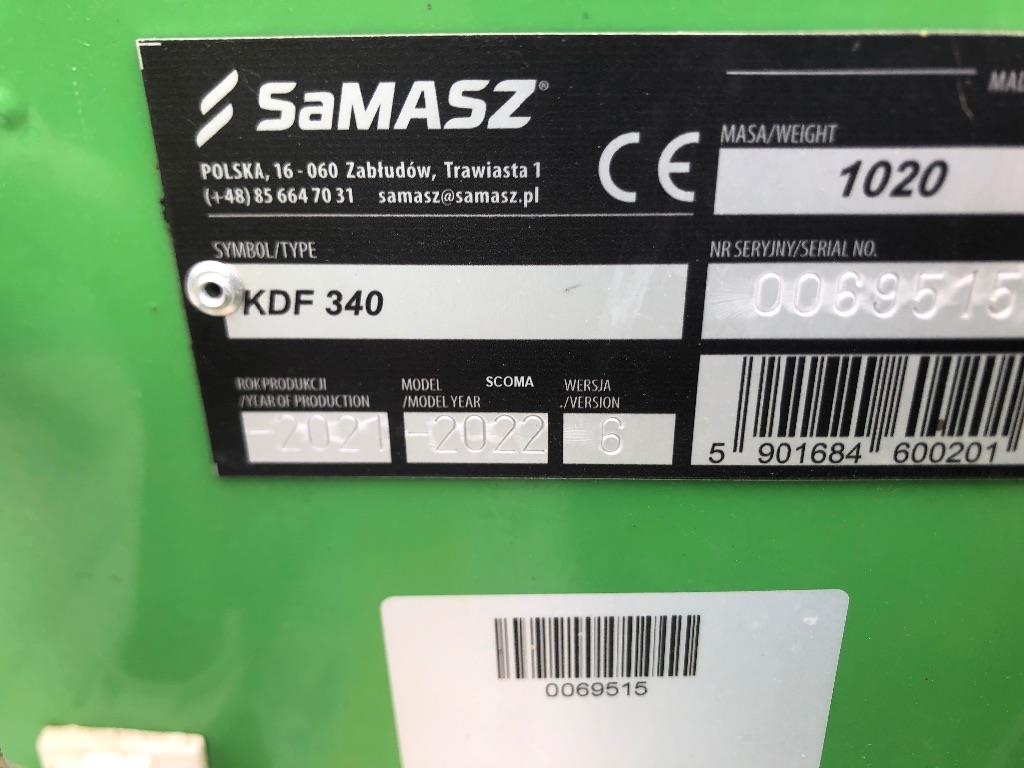 SaMASZ®
POLSKA, 16 - 060 Zabłudów, Trawiasta 1
(+48) 85 664 70 31 samasz@samasz.pl
CE
MASA/WEIGHT
1020
SYMBOL/TYPE
KDF 340
NR SERYJNY/SERIAL NO.
0069515
ROK PRODUKCJI
/YEAR OF PRODUCTION
-2021
MODEL SCOMA
/MODEL YEAR
-2022
WERSJA
./VERSION
6
5 901684 600201
0069515